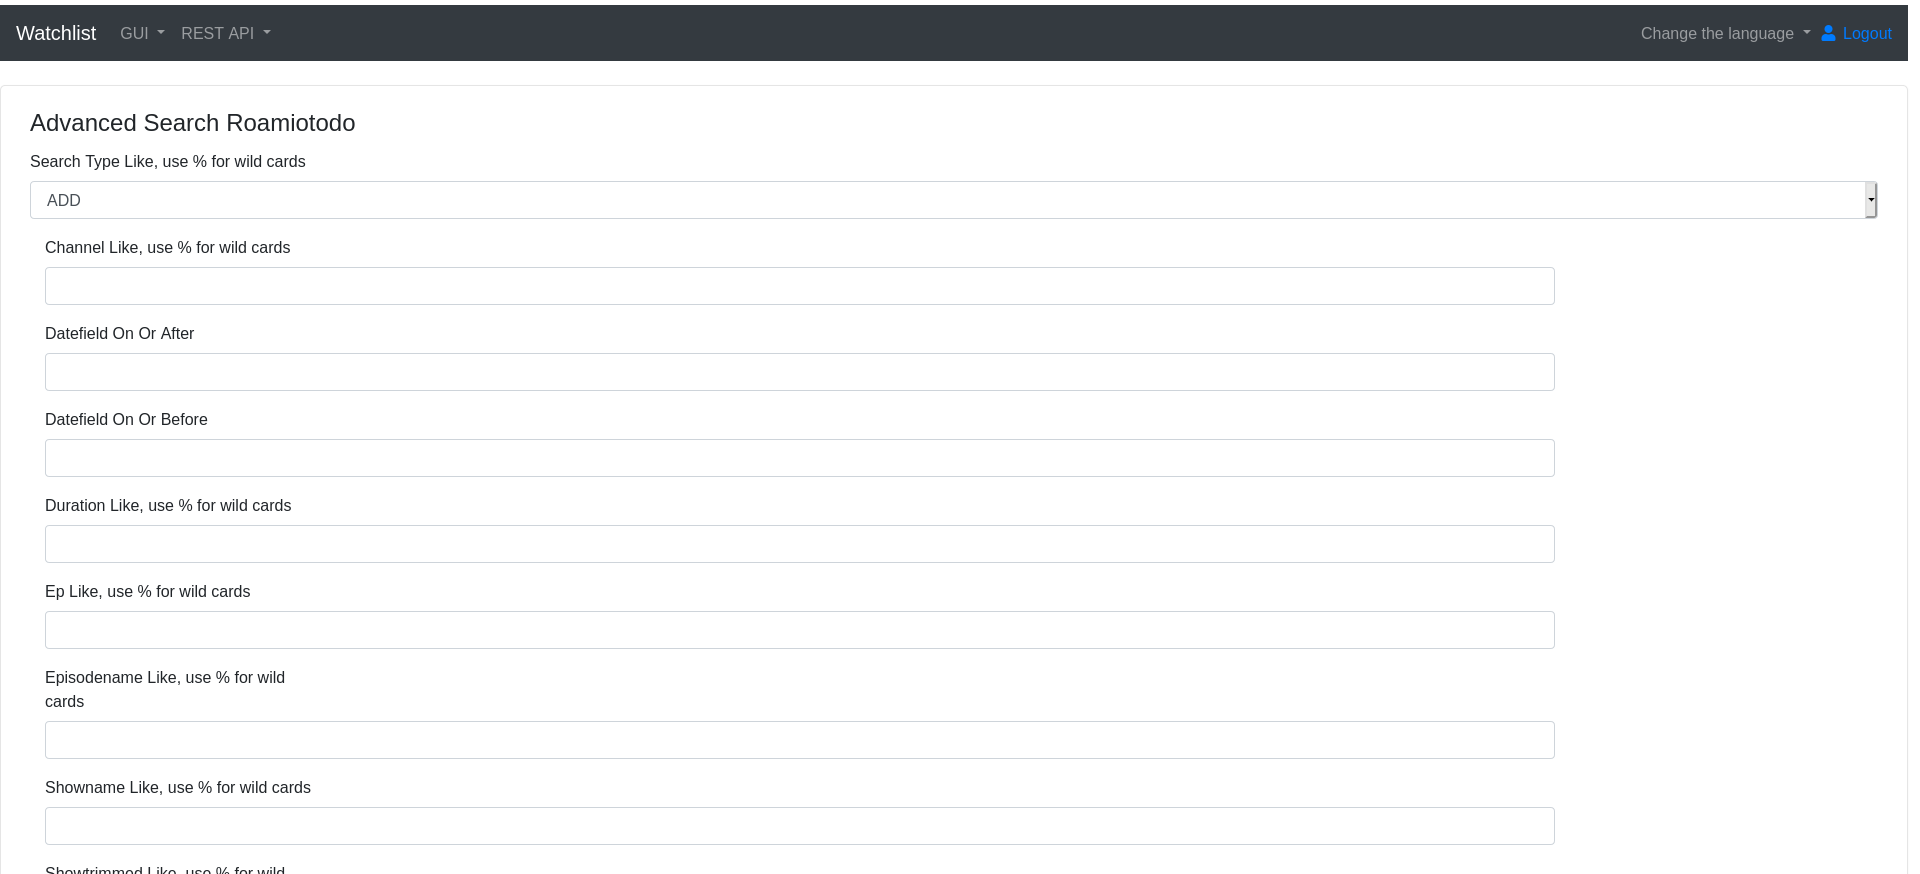 Watchlist GUI REST API Change the language Logout
Advanced Search Roamiotodo
Search Type Like, use % for wild cards
ADD
Channel Like, use % for wild cards
Datefield On Or After
Datefield On Or Before
Duration Like, use % for wild cards
Ep Like, use % for wild cards
Episodename Like, use % for wild
cards
Showname Like, use % for wild cards
Showtrimmed Like, use % for wild